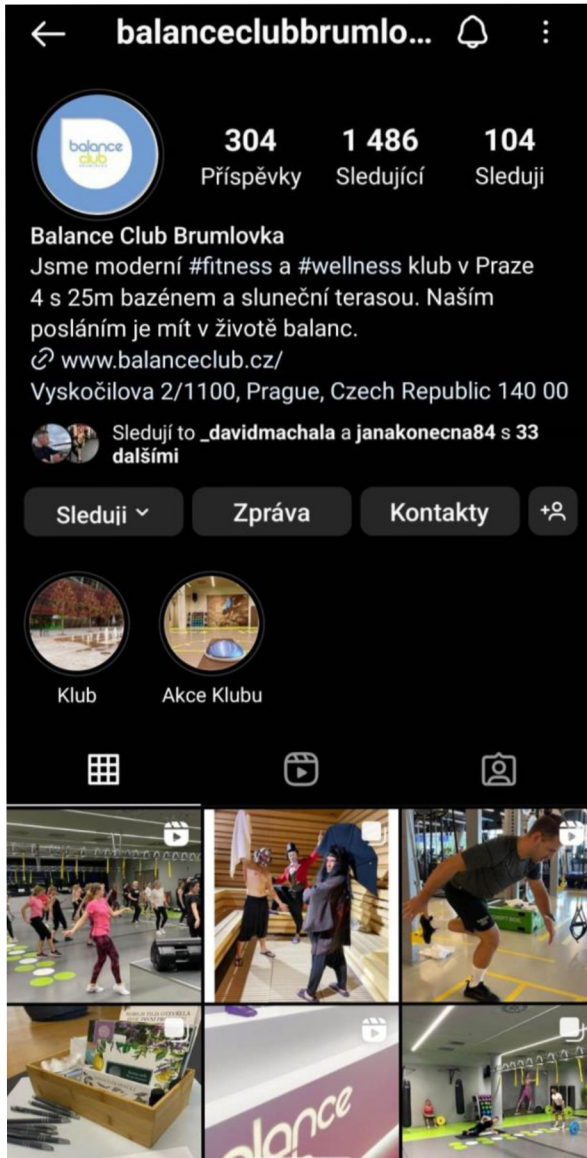 balanceclubbrumlo...
balance
club
304
1 486
104
Příspěvky
Sledující
Sleduji
Balance Club Brumlovka
Jsme moderní #fitness a #wellness klub v Praze
4 s 25m bazénem a sluneční terasou. Naším
posláním je mít v životě balanc.
www.balanceclub.cz/
Vyskočilova 2/1100, Prague, Czech Republic 140 00
Sledují to _davidmachala a janakonecna84 s 33
dalšími
Sleduji
Zpráva
Kontakty
Klub
Akce Klubu
balance